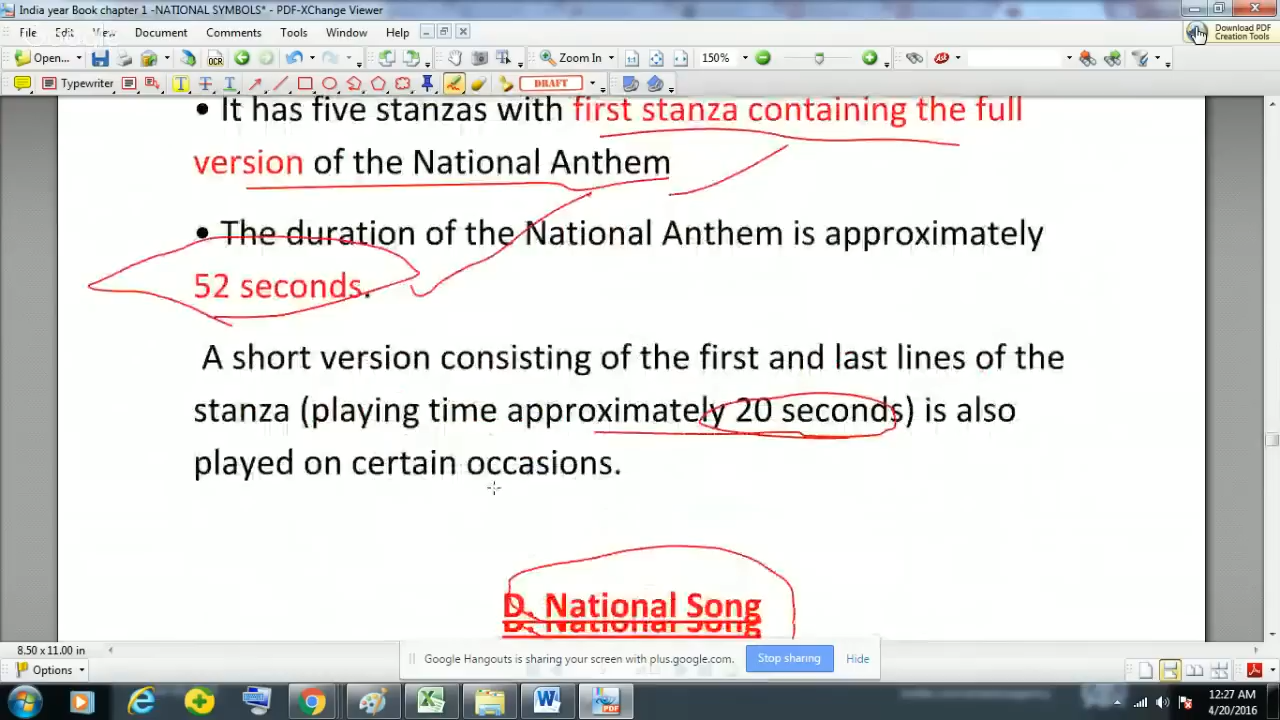 India year Book chapter 1 -NATIONAL SYMBOLS* - PDF-XChange Viewer
File Edit View Document Comments Tools Window Help
Download PDF
Creation Tools
Open... OCR Zoom In 150%
Typewriter DRAFT
• It has five stanzas with first stanza containing the full
version of the National Anthem
• The duration of the National Anthem is approximately
52 seconds.
A short version consisting of the first and last lines of the
stanza (playing time approximately 20 seconds) is also
played on certain occasions.
D. National Song
8.50 x 11.00 in
Google Hangouts is sharing your screen with plus.google.com. Stop sharing Hide
Options
12:27 AM
4/20/2016